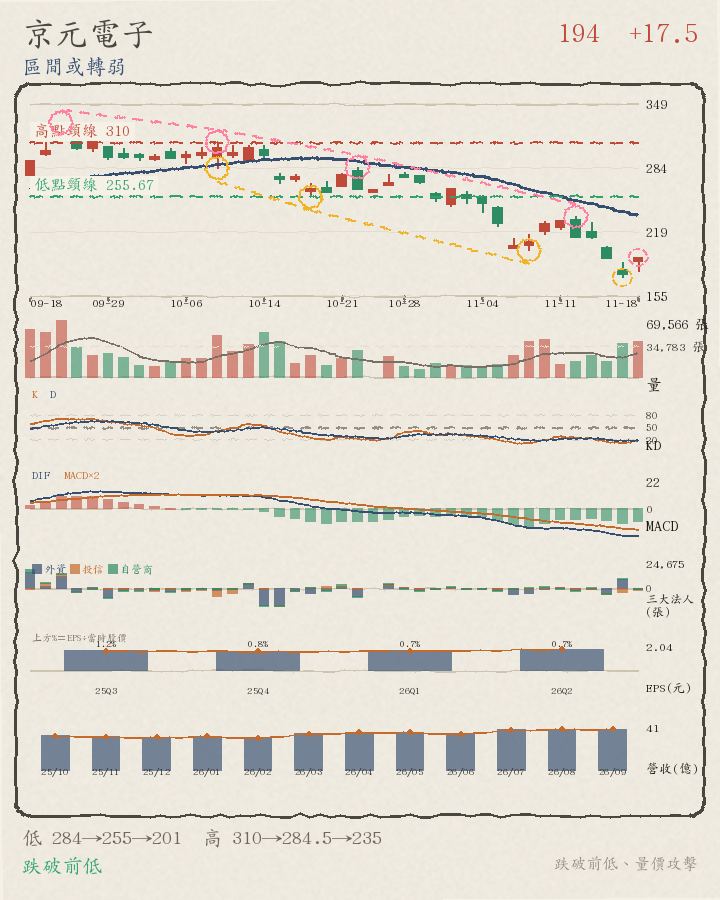 京元電子
194 +17.5
區間或轉弱
349
高點頸線 310
284
低點頸線 255.67
219
155
09-18 09-29 10-06 10-14 10-21 10-28 11-04 11-11 11-18
69,566 張
34,783 張
量
K D
80
50
20
KD
DIF MACD×2
22
0
MACD
外資 投信 自營商
24,675
0
三大法人
(張)
上方%=EPS÷當時股價
1.2% 0.8% 0.7% 0.7%
2.04
25Q3 25Q4 26Q1 26Q2
EPS(元)
41
25/10 25/11 25/12 26/01 26/02 26/03 26/04 26/05 26/06 26/07 26/08 26/09
營收(億)
低 284→255→201 高 310→284.5→235
跌破前低
跌破前低、量價攻擊